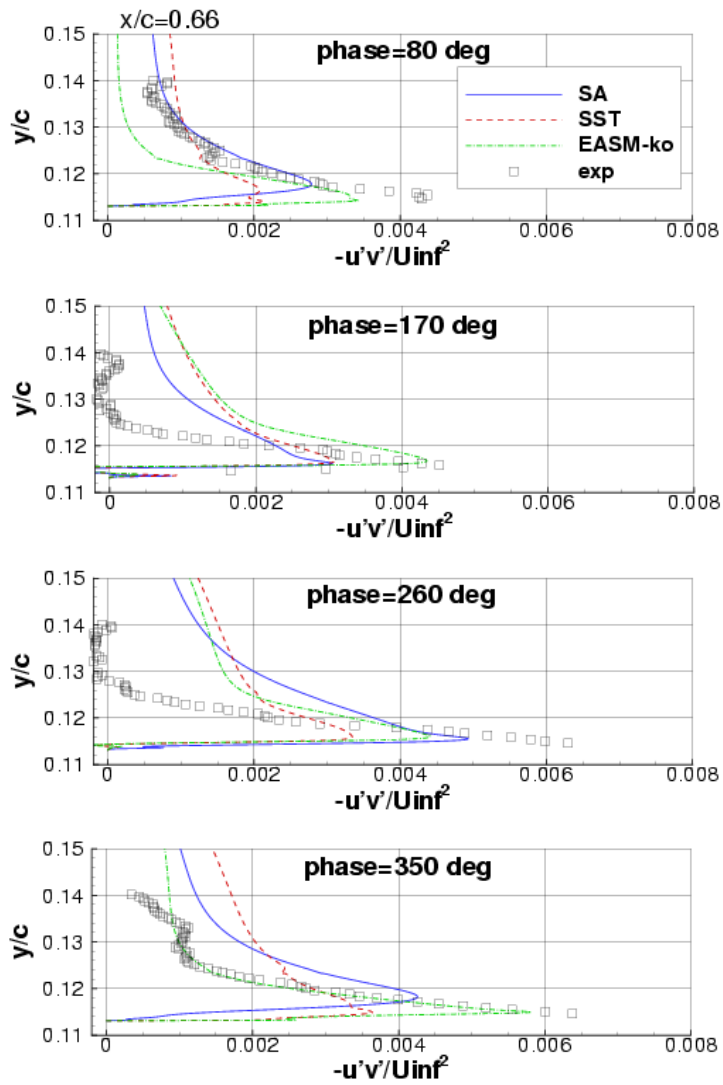 x/c=0.66
phase=80 deg
0.15
0.14
0.13
0.12
0.11
y/c
SA
SST
EASM-ko
exp
0 0.002 0.004 0.006 0.008
-u'v'/Uinf²
phase=170 deg
0.15
0.14
0.13
0.12
0.11
y/c
0 0.002 0.004 0.006 0.008
-u'v'/Uinf²
phase=260 deg
0.15
0.14
0.13
0.12
0.11
y/c
0 0.002 0.004 0.006 0.008
-u'v'/Uinf²
phase=350 deg
0.15
0.14
0.13
0.12
0.11
y/c
0 0.002 0.004 0.006 0.008
-u'v'/Uinf²